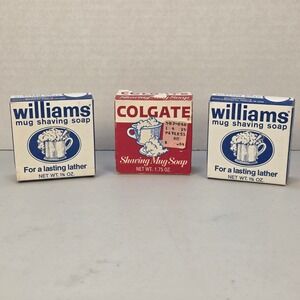 williams
mug shaving soap
For a lasting lather
NET WT. 1¾ OZ.
COLGATE
PAYLESS
Shaving Mug Soap
NET WT. 1.75 OZ.
williams
mug shaving soap
For a lasting lather
NET WT. 1¾ OZ.